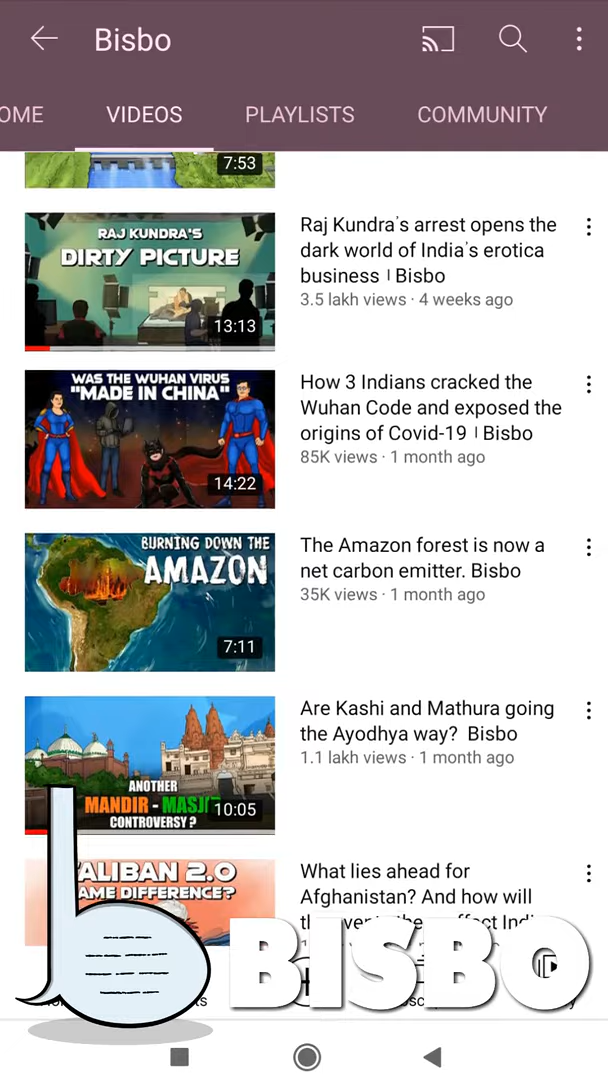 Bisbo
OME
VIDEOS
PLAYLISTS
COMMUNITY
7:53
RAJ KUNDRA'S
DIRTY PICTURE
13:13
Raj Kundra's arrest opens the
dark world of India's erotica
business । Bisbo
3.5 lakh views · 4 weeks ago
WAS THE WUHAN VIRUS
"MADE IN CHINA"
14:22
How 3 Indians cracked the
Wuhan Code and exposed the
origins of Covid-19 । Bisbo
85K views · 1 month ago
BURNING DOWN THE
AMAZON
7:11
The Amazon forest is now a
net carbon emitter. Bisbo
35K views · 1 month ago
ANOTHER
MANDIR - MASJI
CONTROVERSY?
10:05
Are Kashi and Mathura going
the Ayodhya way? Bisbo
1.1 lakh views · 1 month ago
ALIBAN 2.0
AME DIFFERENCE?
What lies ahead for
Afghanistan? And how will
BISBO